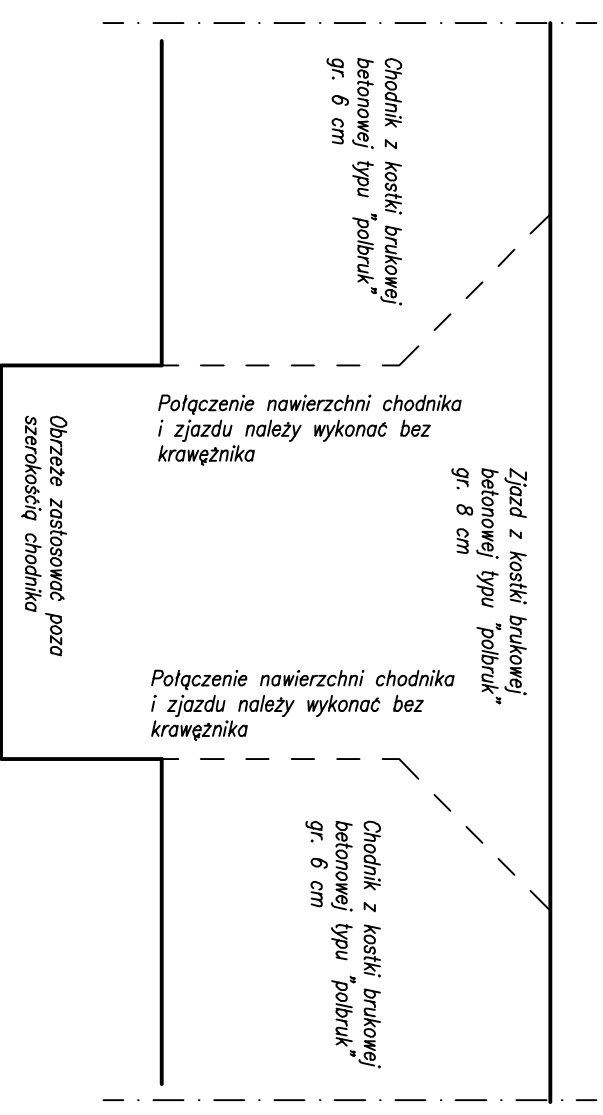 Chodnik z kostki brukowej
betonowej typu "polbruk"
gr. 6 cm
Połączenie nawierzchni chodnika
i zjazdu należy wykonać bez
krawężnika
Zjazd z kostki brukowej
betonowej typu "polbruk"
gr. 8 cm
Obrzeże zastosować poza
szerokośćią chodnika
Połączenie nawierzchni chodnika
i zjazdu należy wykonać bez
krawężnika
Chodnik z kostki brukowej
betonowej typu "polbruk"
gr. 6 cm